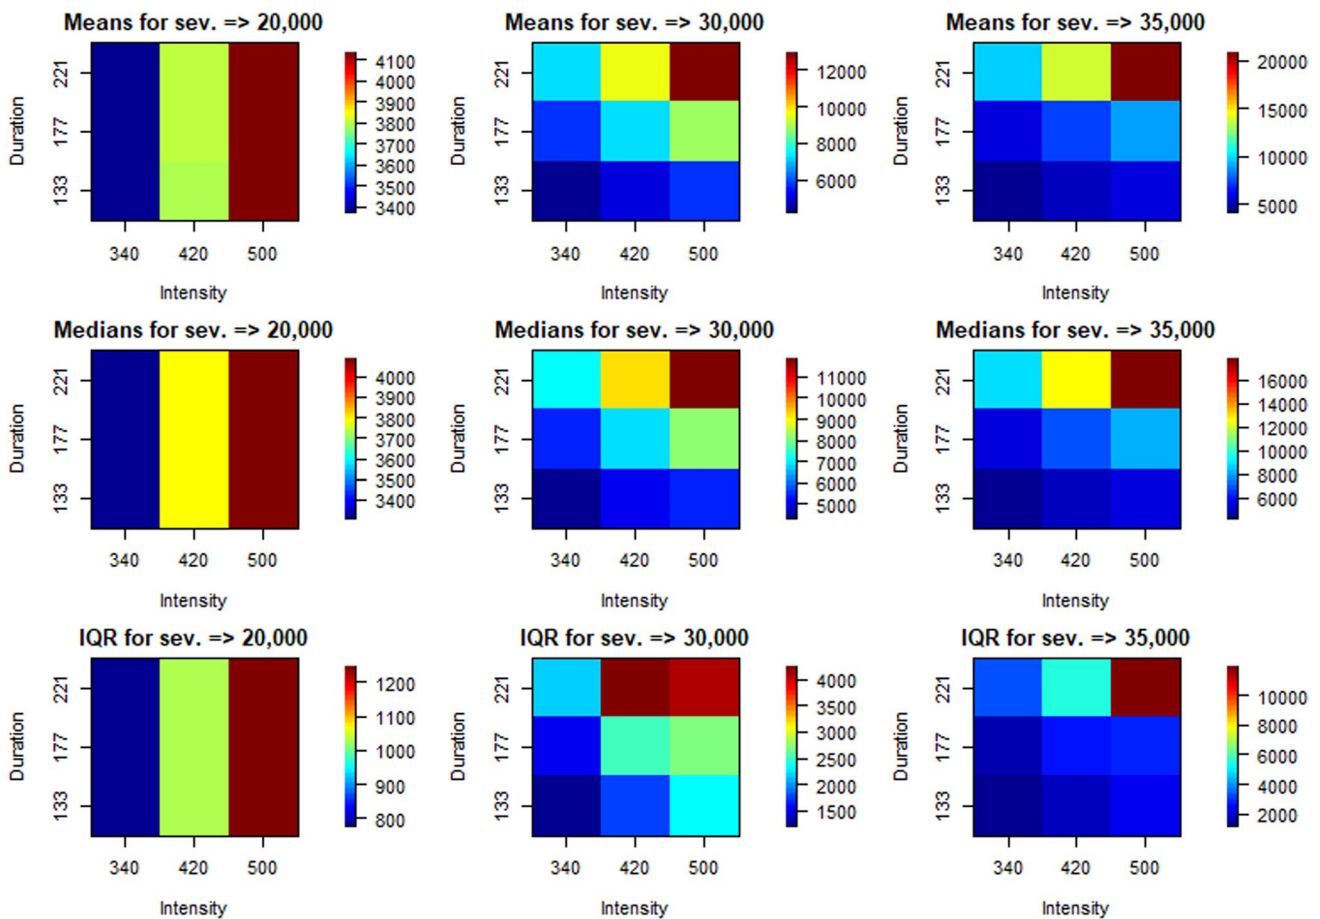 Means for sev. => 20,000
Duration
221
177
133
340 420 500
Intensity
4100
4000
3900
3800
3700
3600
3500
3400
Means for sev. => 30,000
Duration
221
177
133
340 420 500
Intensity
12000
10000
8000
6000
Means for sev. => 35,000
Duration
221
177
133
340 420 500
Intensity
20000
15000
10000
5000
Medians for sev. => 20,000
Duration
221
177
133
340 420 500
Intensity
4000
3900
3800
3700
3600
3500
3400
Medians for sev. => 30,000
Duration
221
177
133
340 420 500
Intensity
11000
10000
9000
8000
7000
6000
5000
Medians for sev. => 35,000
Duration
221
177
133
340 420 500
Intensity
16000
14000
12000
10000
8000
6000
IQR for sev. => 20,000
Duration
221
177
133
340 420 500
Intensity
1200
1100
1000
900
800
IQR for sev. => 30,000
Duration
221
177
133
340 420 500
Intensity
4000
3500
3000
2500
2000
1500
IQR for sev. => 35,000
Duration
221
177
133
340 420 500
Intensity
10000
8000
6000
4000
2000